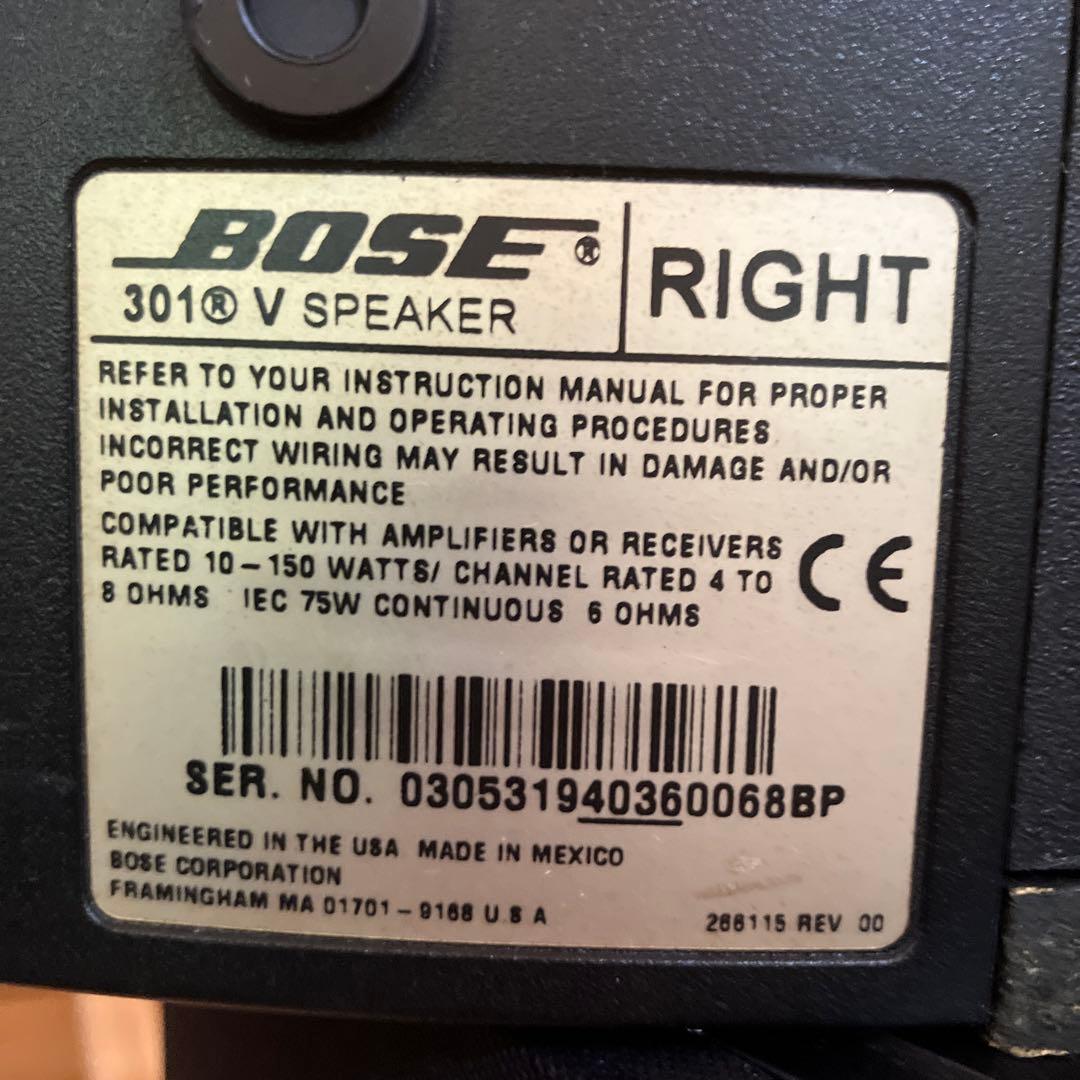 BOSE®
301® V SPEAKER
RIGHT
REFER TO YOUR INSTRUCTION MANUAL FOR PROPER
INSTALLATION AND OPERATING PROCEDURES
INCORRECT WIRING MAY RESULT IN DAMAGE AND/OR
POOR PERFORMANCE
COMPATIBLE WITH AMPLIFIERS OR RECEIVERS
RATED 10-150 WATTS/ CHANNEL RATED 4 TO
8 OHMS IEC 75W CONTINUOUS 6 OHMS
CE
SER. NO. 030531940360068BP
ENGINEERED IN THE USA MADE IN MEXICO
BOSE CORPORATION
FRAMINGHAM MA 01701-9168 U S A
266115 REV 00